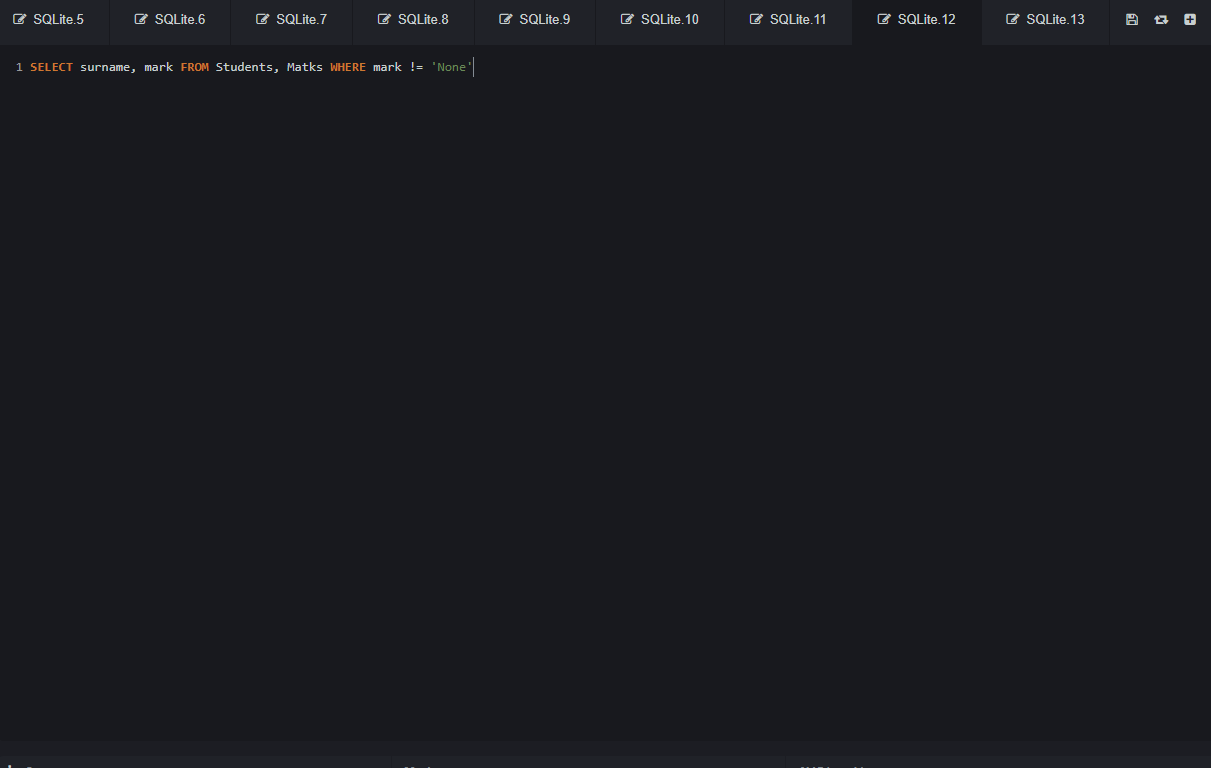 SQLite.5 SQLite.6 SQLite.7 SQLite.8 SQLite.9 SQLite.10 SQLite.11 SQLite.12 SQLite.13
1 SELECT surname, mark FROM Students, Matks WHERE mark != 'None'